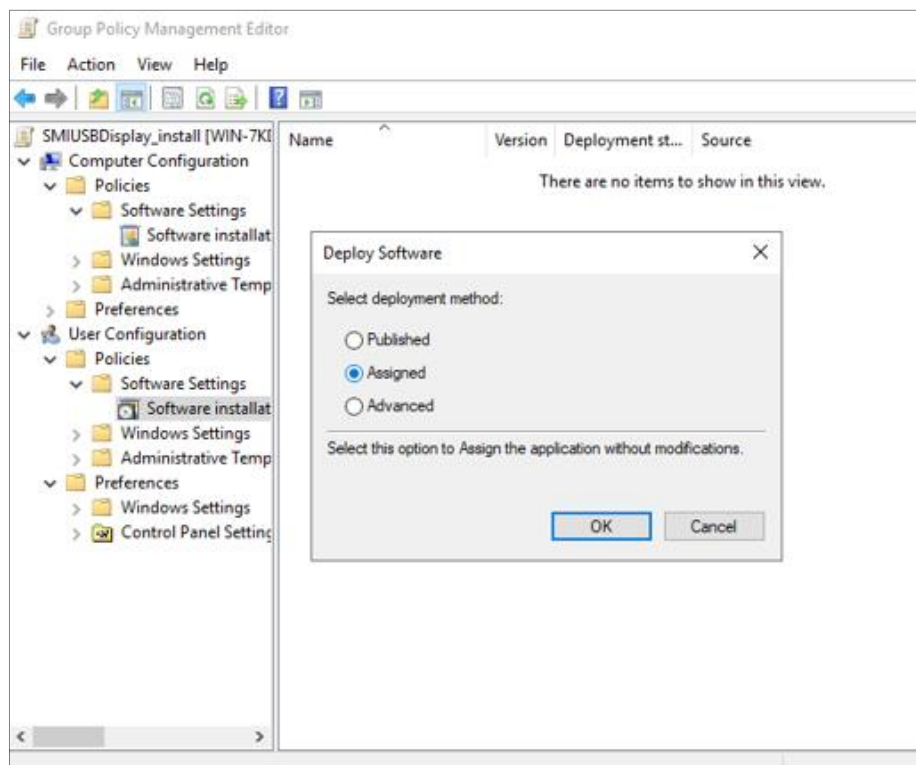 Group Policy Management Editor
File Action View Help
SMIUSBDisplay_install [WIN-7KI
Computer Configuration
Policies
Software Settings
Software installat
Windows Settings
Administrative Temp
Preferences
User Configuration
Policies
Software Settings
Software installat
Windows Settings
Administrative Temp
Preferences
Windows Settings
Control Panel Setting
Name Version Deployment st... Source
There are no items to show in this view.
Deploy Software
Select deployment method:
Published
Assigned
Advanced
Select this option to Assign the application without modifications.
OK Cancel